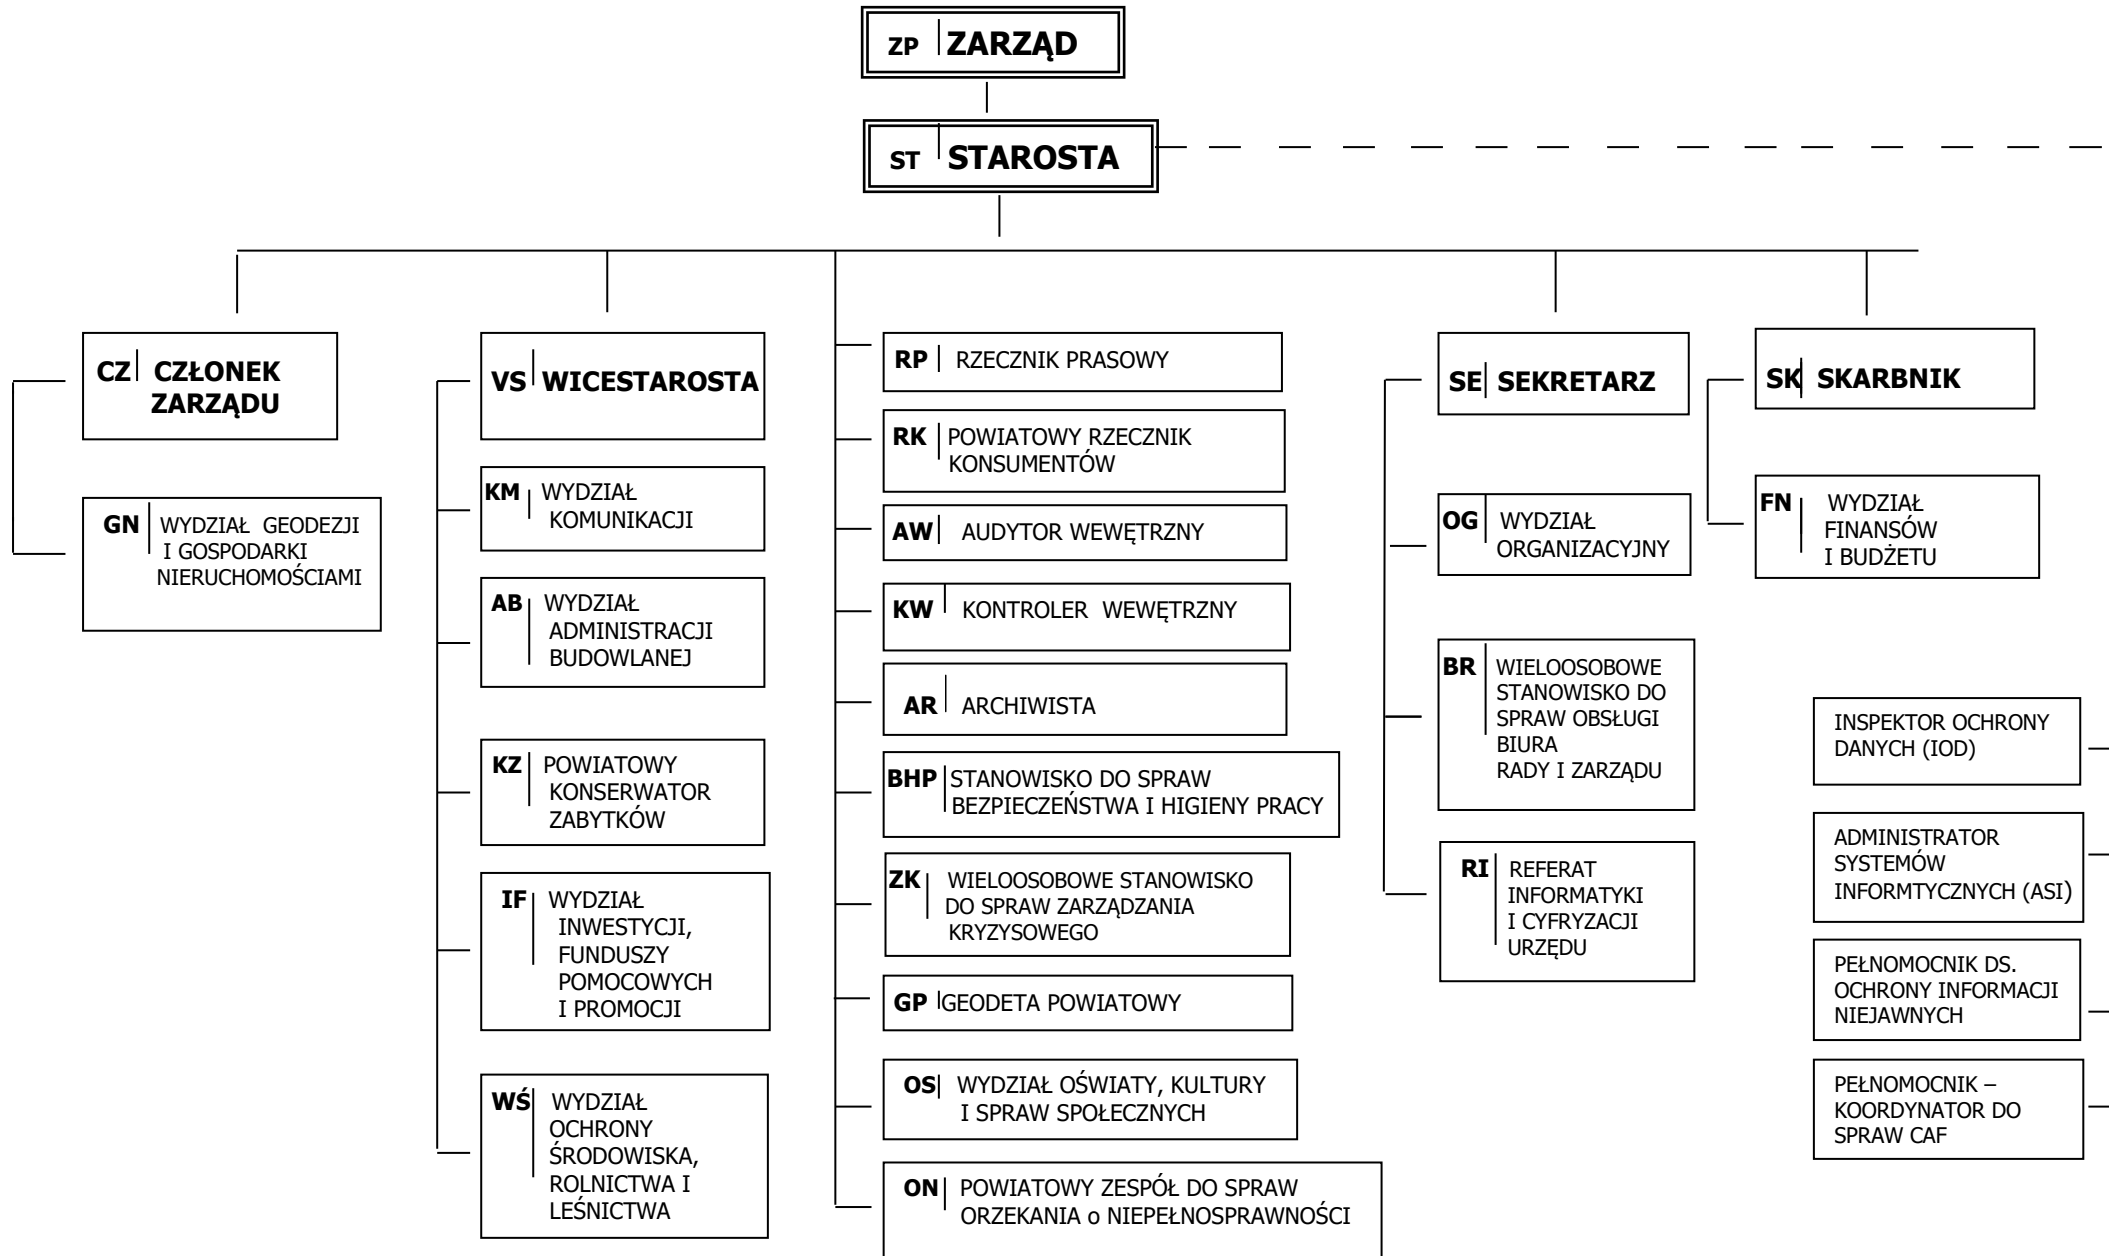 ZP ZARZĄD
ST STAROSTA
CZ CZŁONEK
ZARZĄDU
GN WYDZIAŁ GEODEZJI
I GOSPODARKI
NIERUCHOMOŚCIAMI
VS WICESTAROSTA
KM WYDZIAŁ
KOMUNIKACJI
AB WYDZIAŁ
ADMINISTRACJI
BUDOWLANEJ
KZ POWIATOWY
KONSERWATOR
ZABYTKÓW
IF WYDZIAŁ
INWESTYCJI,
FUNDUSZY
POMOCOWYCH
I PROMOCJI
WŚ WYDZIAŁ
OCHRONY
ŚRODOWISKA,
ROLNICTWA I
LEŚNICTWA
RP RZECZNIK PRASOWY
RK POWIATOWY RZECZNIK
KONSUMENTÓW
AW AUDYTOR WEWĘTRZNY
KW KONTROLER WEWĘTRZNY
AR ARCHIWISTA
BHP STANOWISKO DO SPRAW
BEZPIECZEŃSTWA I HIGIENY PRACY
ZK WIELOOSOBOWE STANOWISKO
DO SPRAW ZARZĄDZANIA
KRYZYSOWEGO
GP GEODETA POWIATOWY
OS WYDZIAŁ OŚWIATY, KULTURY
I SPRAW SPOŁECZNYCH
ON POWIATOWY ZESPÓŁ DO SPRAW
ORZEKANIA o NIEPEŁNOSPRAWNOŚCI
SE SEKRETARZ
OG WYDZIAŁ
ORGANIZACYJNY
BR WIELOOSOBOWE
STANOWISKO DO
SPRAW OBSŁUGI
BIURA
RADY I ZARZĄDU
RI REFERAT
INFORMATYKI
I CYFRYZACJI
URZĘDU
SK SKARBNIK
FN WYDZIAŁ
FINANSÓW
I BUDŻETU
INSPEKTOR OCHRONY
DANYCH (IOD)
ADMINISTRATOR
SYSTEMÓW
INFORMTYCZNYCH (ASI)
PEŁNOMOCNIK DS.
OCHRONY INFORMACJI
NIEJAWNYCH
PEŁNOMOCNIK –
KOORDYNATOR DO
SPRAW CAF